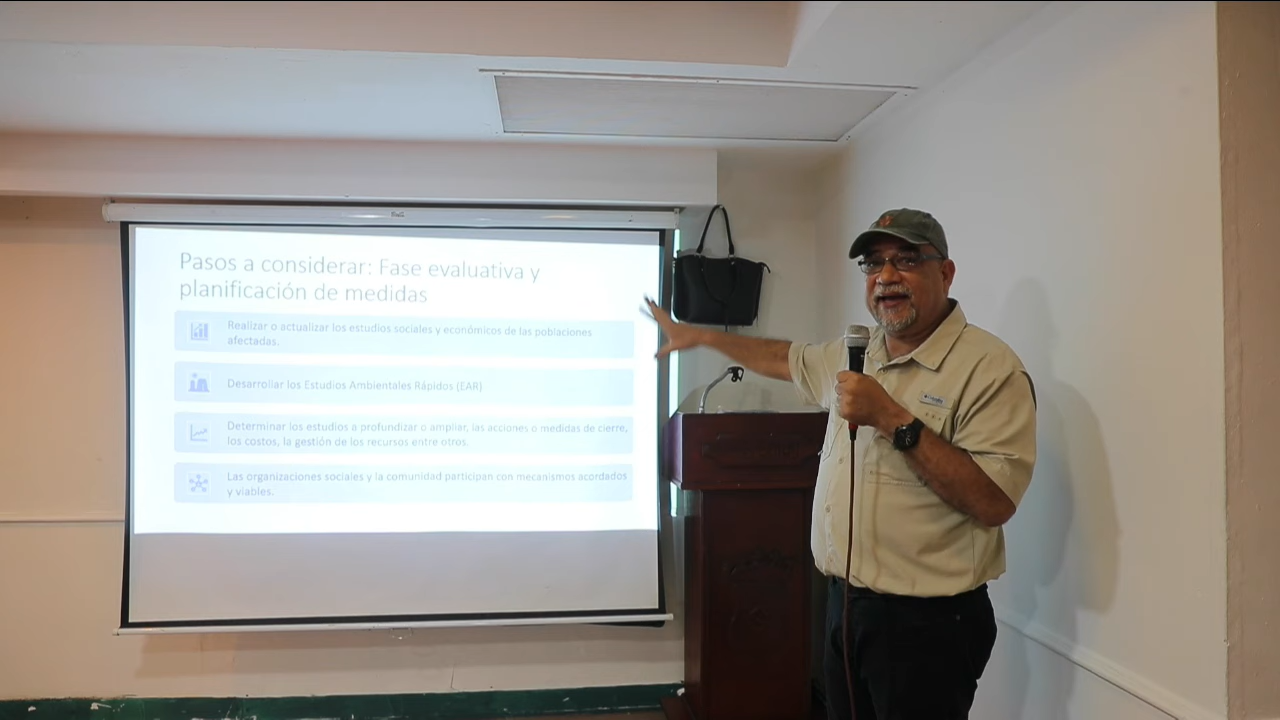 Pasos a considerar: Fase evaluativa y
planificación de medidas
Realizar o actualizar los estudios sociales y económicos de las poblaciones
afectadas.
Desarrollar los Estudios Ambientales Rápidos (EAR)
Determinar los estudios a profundizar o ampliar, las acciones o medidas de cierre,
los costos, la gestión de los recursos entre otros.
Las organizaciones sociales y la comunidad participan con mecanismos acordados
y viables.